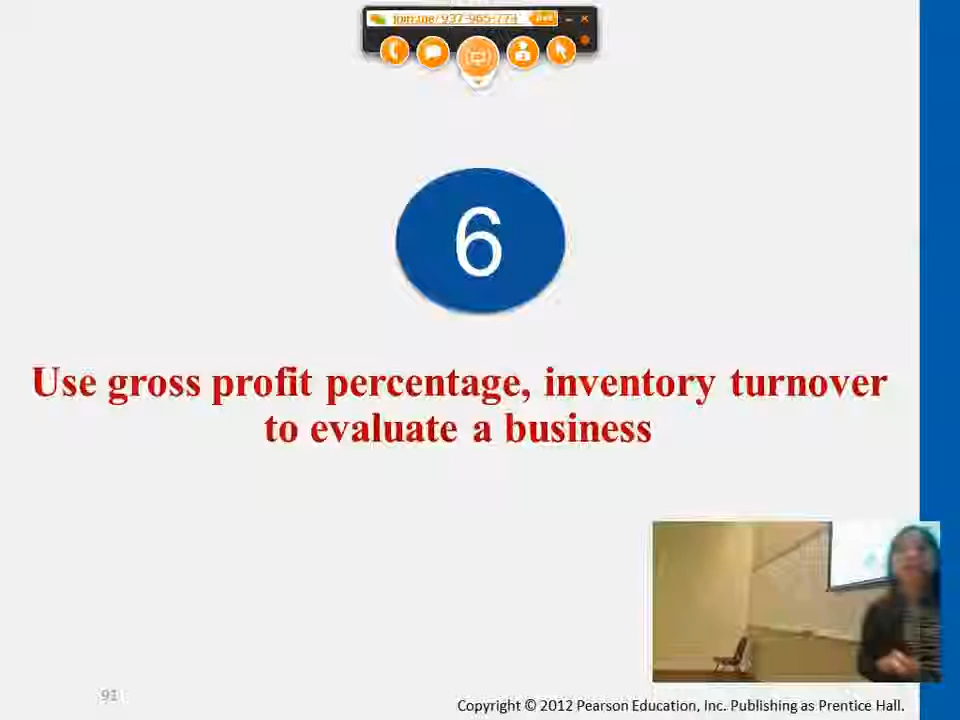 6
Use gross profit percentage, inventory turnover
to evaluate a business
91
Copyright © 2012 Pearson Education, Inc. Publishing as Prentice Hall.